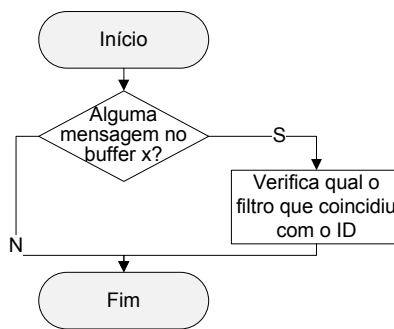 Início
Alguma
mensagem no
buffer x?
S
Verifica qual o
filtro que coincidiu
com o ID
N
Fim